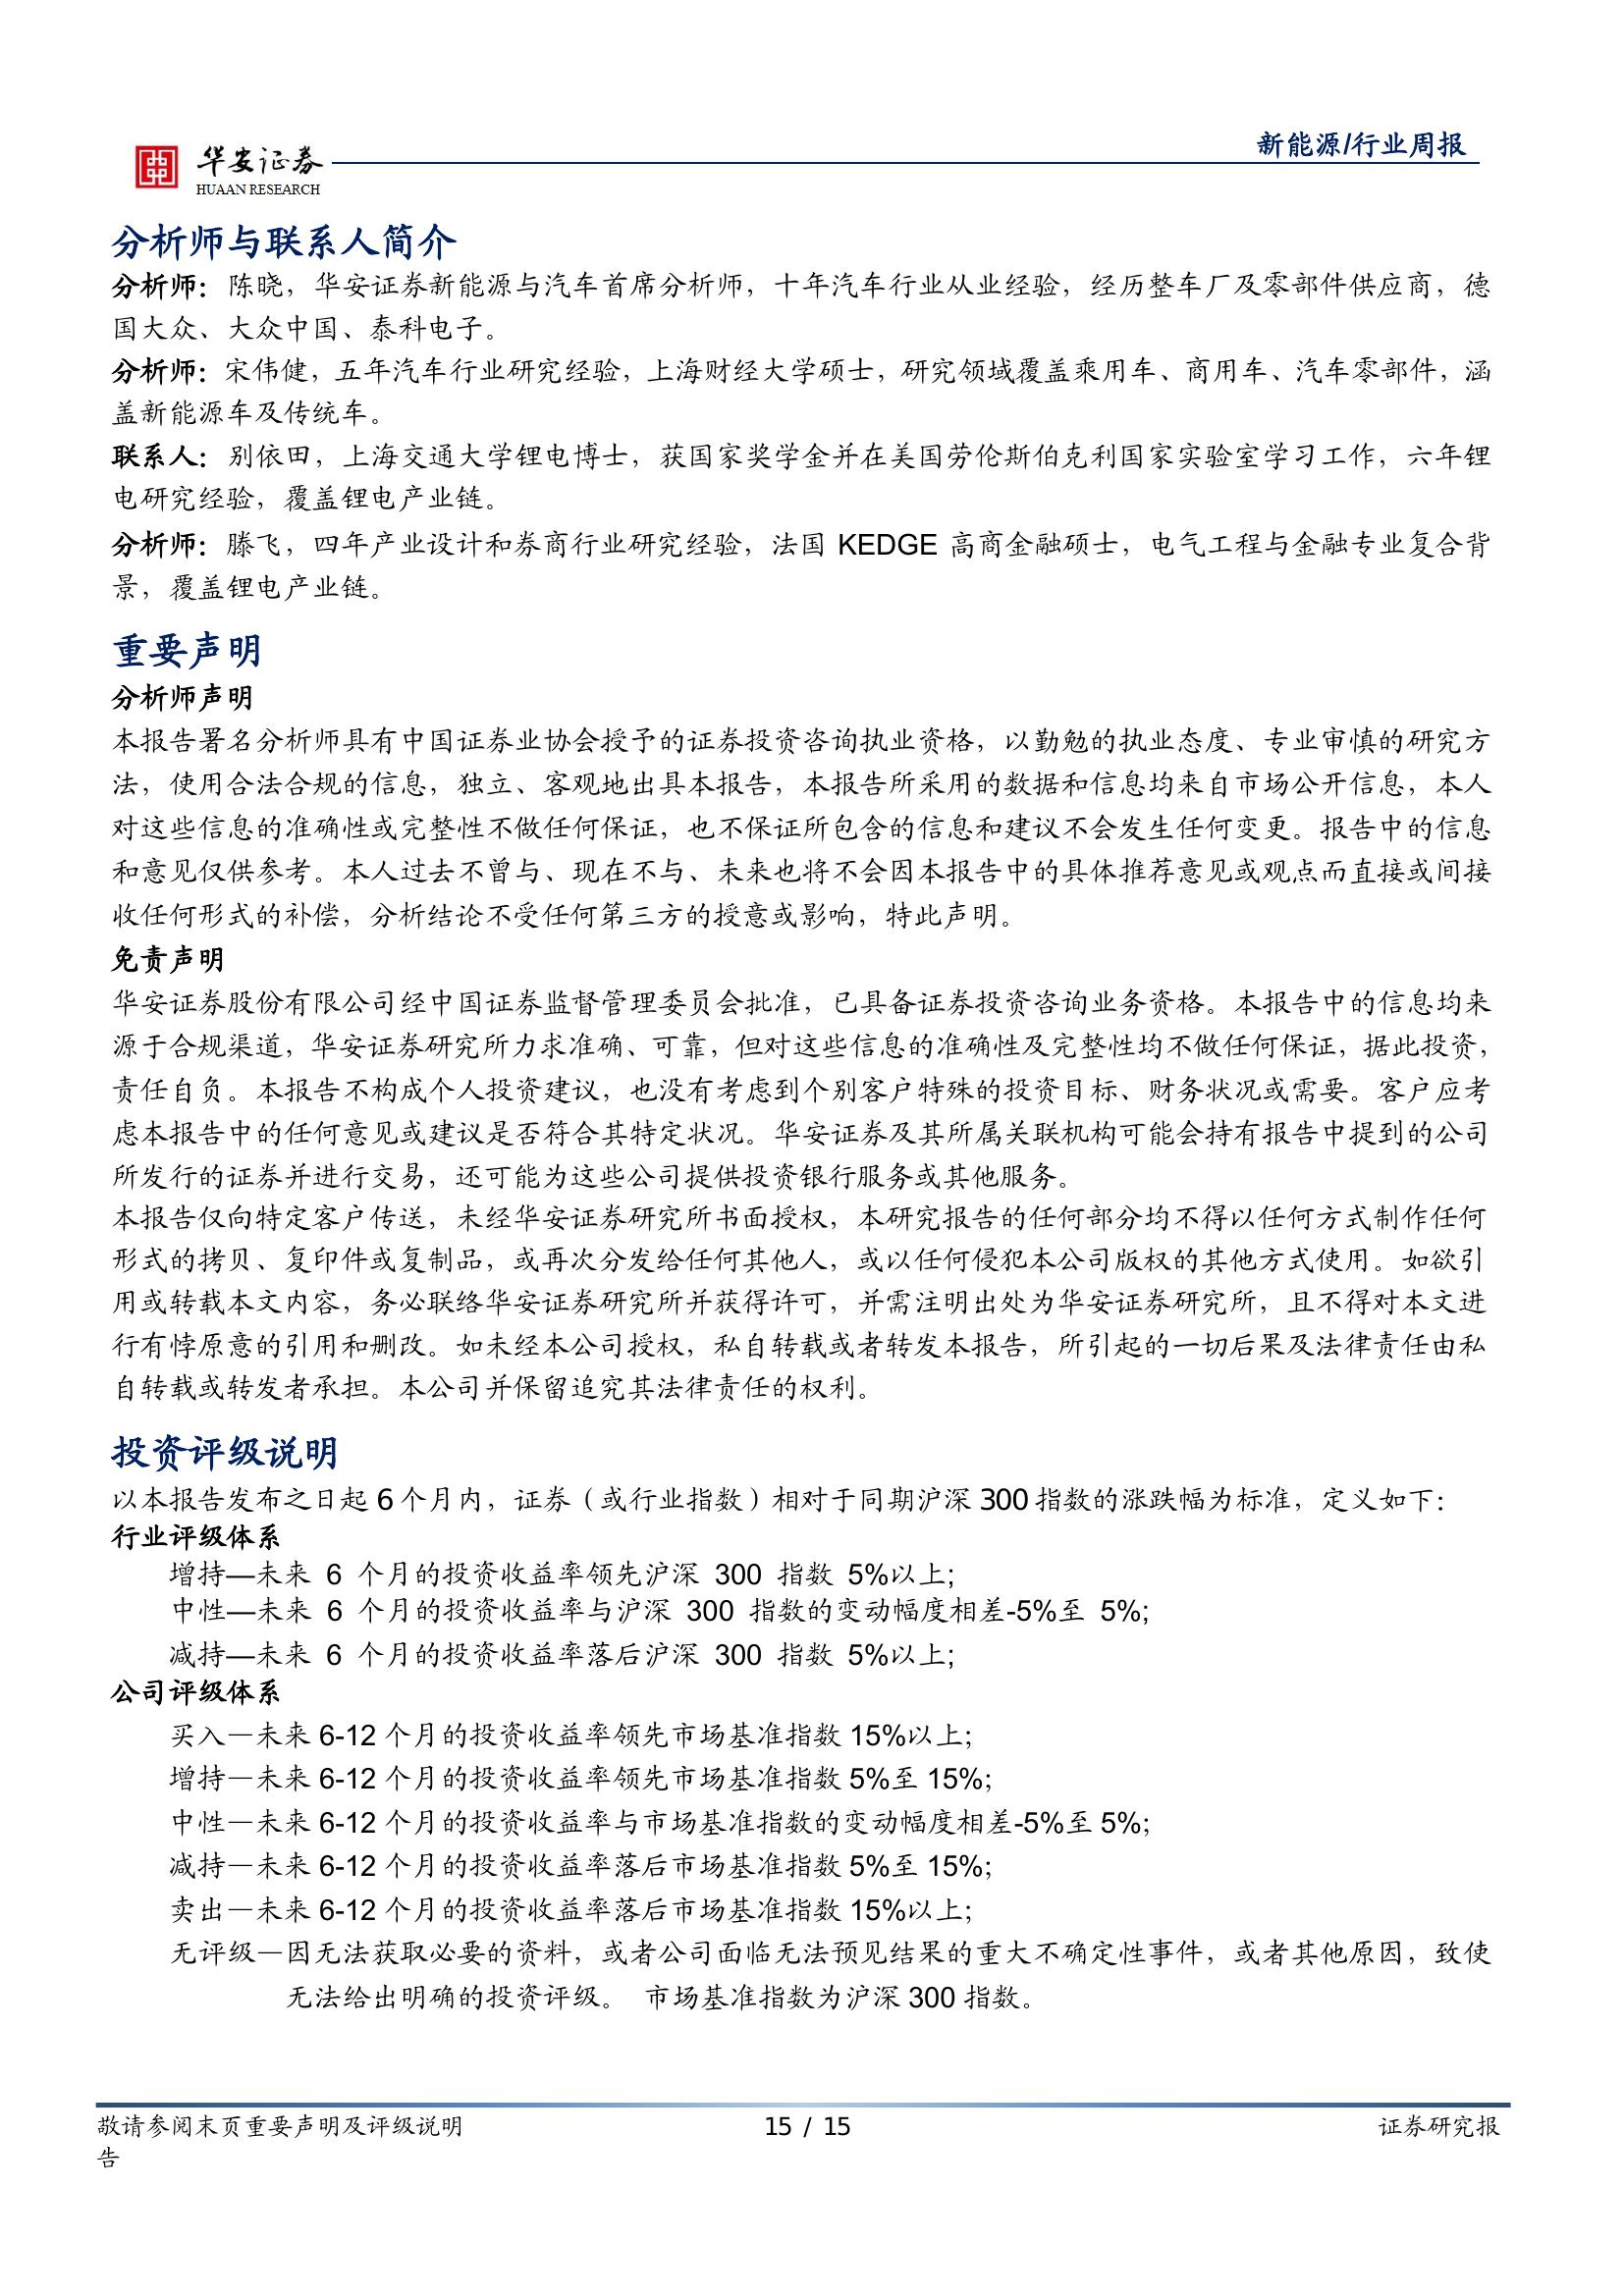 华安证券
HUAAN RESEARCH
新能源/行业周报
分析师与联系人简介
分析师：陈晓，华安证券新能源与汽车首席分析师，十年汽车行业从业经验，经历整车厂及零部件供应商，德
国大众、大众中国、泰科电子。
分析师：宋伟健，五年汽车行业研究经验，上海财经大学硕士，研究领域覆盖乘用车、商用车、汽车零部件，涵
盖新能源车及传统车。
联系人：别依田，上海交通大学锂电博士，获国家奖学金并在美国劳伦斯伯克利国家实验室学习工作，六年锂
电研究经验，覆盖锂电产业链。
分析师：滕飞，四年产业设计和券商行业研究经验，法国 KEDGE 高商金融硕士，电气工程与金融专业复合背
景，覆盖锂电产业链。
重要声明
分析师声明
本报告署名分析师具有中国证券业协会授予的证券投资咨询执业资格，以勤勉的执业态度、专业审慎的研究方
法，使用合法合规的信息，独立、客观地出具本报告，本报告所采用的数据和信息均来自市场公开信息，本人
对这些信息的准确性或完整性不做任何保证，也不保证所包含的信息和建议不会发生任何变更。报告中的信息
和意见仅供参考。本人过去不曾与、现在不与、未来也将不会因本报告中的具体推荐意见或观点而直接或间接
收任何形式的补偿，分析结论不受任何第三方的授意或影响，特此声明。
免责声明
华安证券股份有限公司经中国证券监督管理委员会批准，已具备证券投资咨询业务资格。本报告中的信息均来
源于合规渠道，华安证券研究所力求准确、可靠，但对这些信息的准确性及完整性均不做任何保证，据此投资，
责任自负。本报告不构成个人投资建议，也没有考虑到个别客户特殊的投资目标、财务状况或需要。客户应考
虑本报告中的任何意见或建议是否符合其特定状况。华安证券及其所属关联机构可能会持有报告中提到的公司
所发行的证券并进行交易，还可能为这些公司提供投资银行服务或其他服务。
本报告仅向特定客户传送，未经华安证券研究所书面授权，本研究报告的任何部分均不得以任何方式制作任何
形式的拷贝、复印件或复制品，或再次分发给任何其他人，或以任何侵犯本公司版权的其他方式使用。如欲引
用或转载本文内容，务必联络华安证券研究所并获得许可，并需注明出处为华安证券研究所，且不得对本文进
行有悖原意的引用和删改。如未经本公司授权，私自转载或者转发本报告，所引起的一切后果及法律责任由私
自转载或转发者承担。本公司并保留追究其法律责任的权利。
投资评级说明
以本报告发布之日起 6 个月内，证券（或行业指数）相对于同期沪深 300 指数的涨跌幅为标准，定义如下：
行业评级体系
增持—未来 6 个月的投资收益率领先沪深 300 指数 5%以上;
中性—未来 6 个月的投资收益率与沪深 300 指数的变动幅度相差-5%至 5%;
减持—未来 6 个月的投资收益率落后沪深 300 指数 5%以上;
公司评级体系
买入—未来 6-12 个月的投资收益率领先市场基准指数 15%以上;
增持—未来 6-12 个月的投资收益率领先市场基准指数 5%至 15%;
中性—未来 6-12 个月的投资收益率与市场基准指数的变动幅度相差-5%至 5%;
减持—未来 6-12 个月的投资收益率落后市场基准指数 5%至 15%;
卖出—未来 6-12 个月的投资收益率落后市场基准指数 15%以上;
无评级—因无法获取必要的资料，或者公司面临无法预见结果的重大不确定性事件，或者其他原因，致使
无法给出明确的投资评级。 市场基准指数为沪深 300 指数。
敬请参阅末页重要声明及评级说明 15 / 15 证券研究报
告